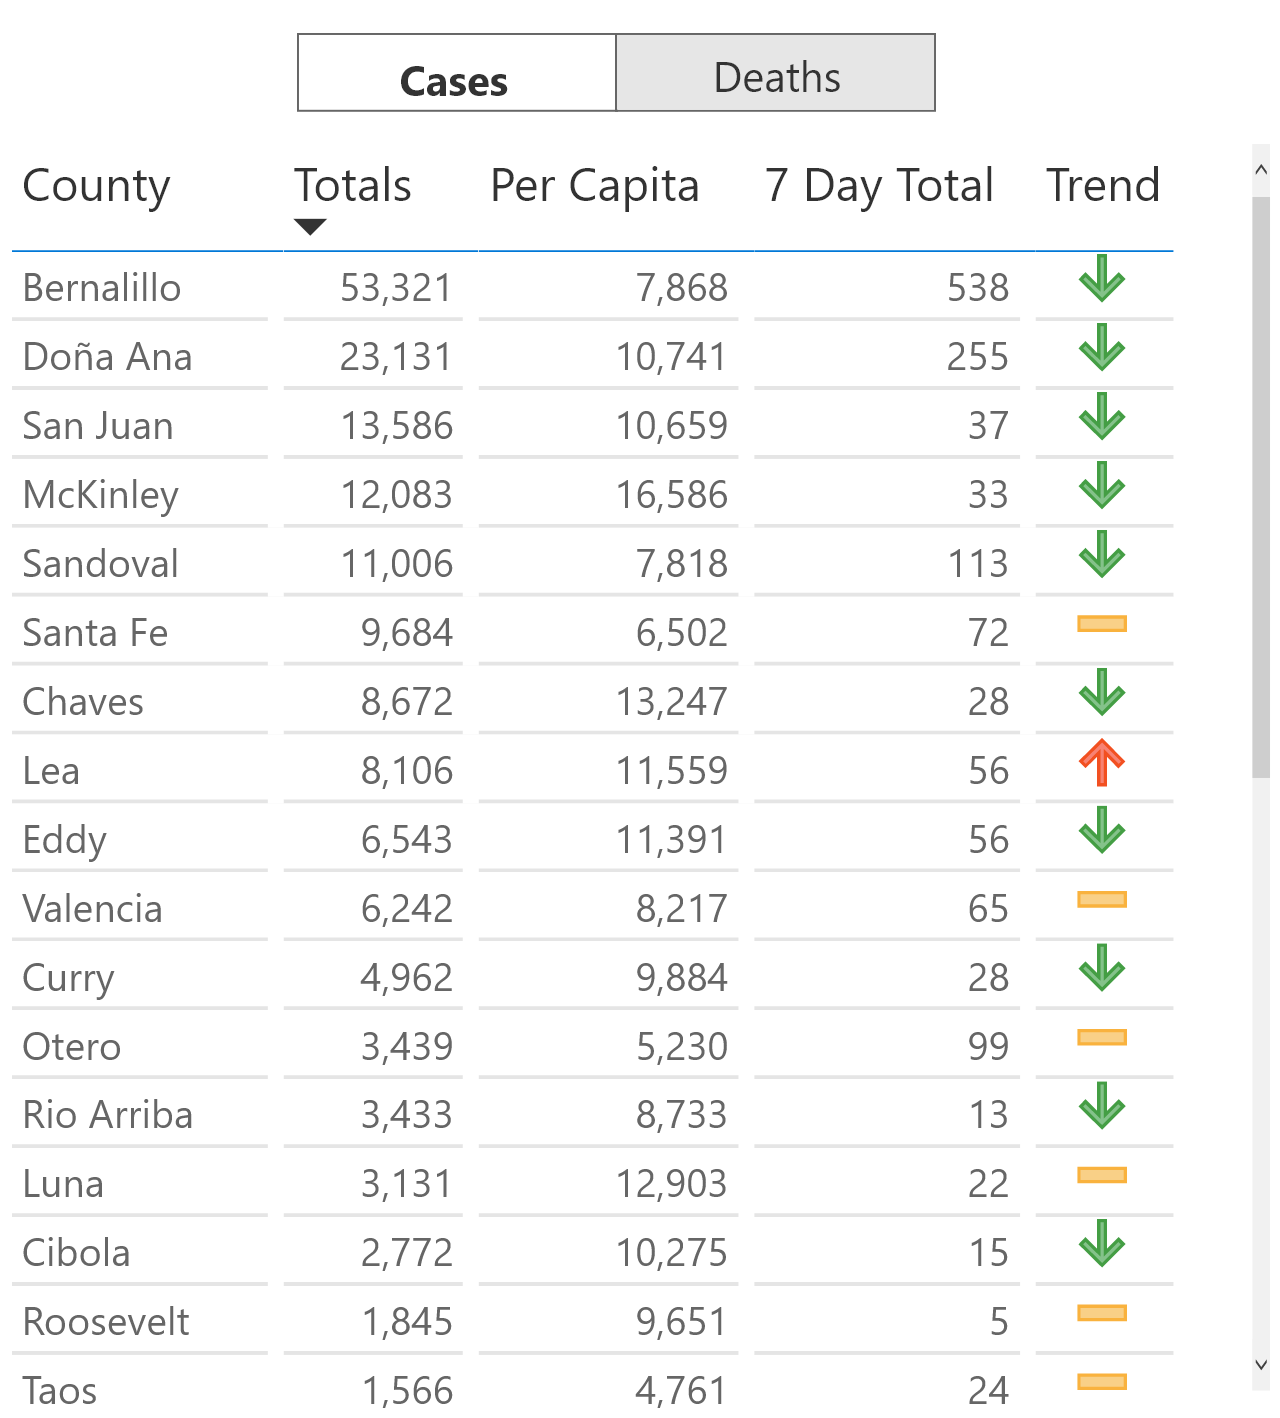 Cases Deaths
County Totals Per Capita 7 Day Total Trend
Bernalillo 53,321 7,868 538
Doña Ana 23,131 10,741 255
San Juan 13,586 10,659 37
McKinley 12,083 16,586 33
Sandoval 11,006 7,818 113
Santa Fe 9,684 6,502 72
Chaves 8,672 13,247 28
Lea 8,106 11,559 56
Eddy 6,543 11,391 56
Valencia 6,242 8,217 65
Curry 4,962 9,884 28
Otero 3,439 5,230 99
Rio Arriba 3,433 8,733 13
Luna 3,131 12,903 22
Cibola 2,772 10,275 15
Roosevelt 1,845 9,651 5
Taos 1,566 4,761 24